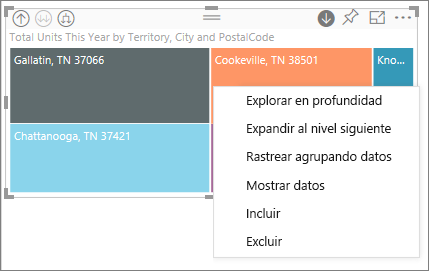 Total Units This Year by Territory, City and PostalCode
Gallatin, TN 37066
Cookeville, TN 38501
Kno...
Chattanooga, TN 37421
Explorar en profundidad
Expandir al nivel siguiente
Rastrear agrupando datos
Mostrar datos
Incluir
Excluir